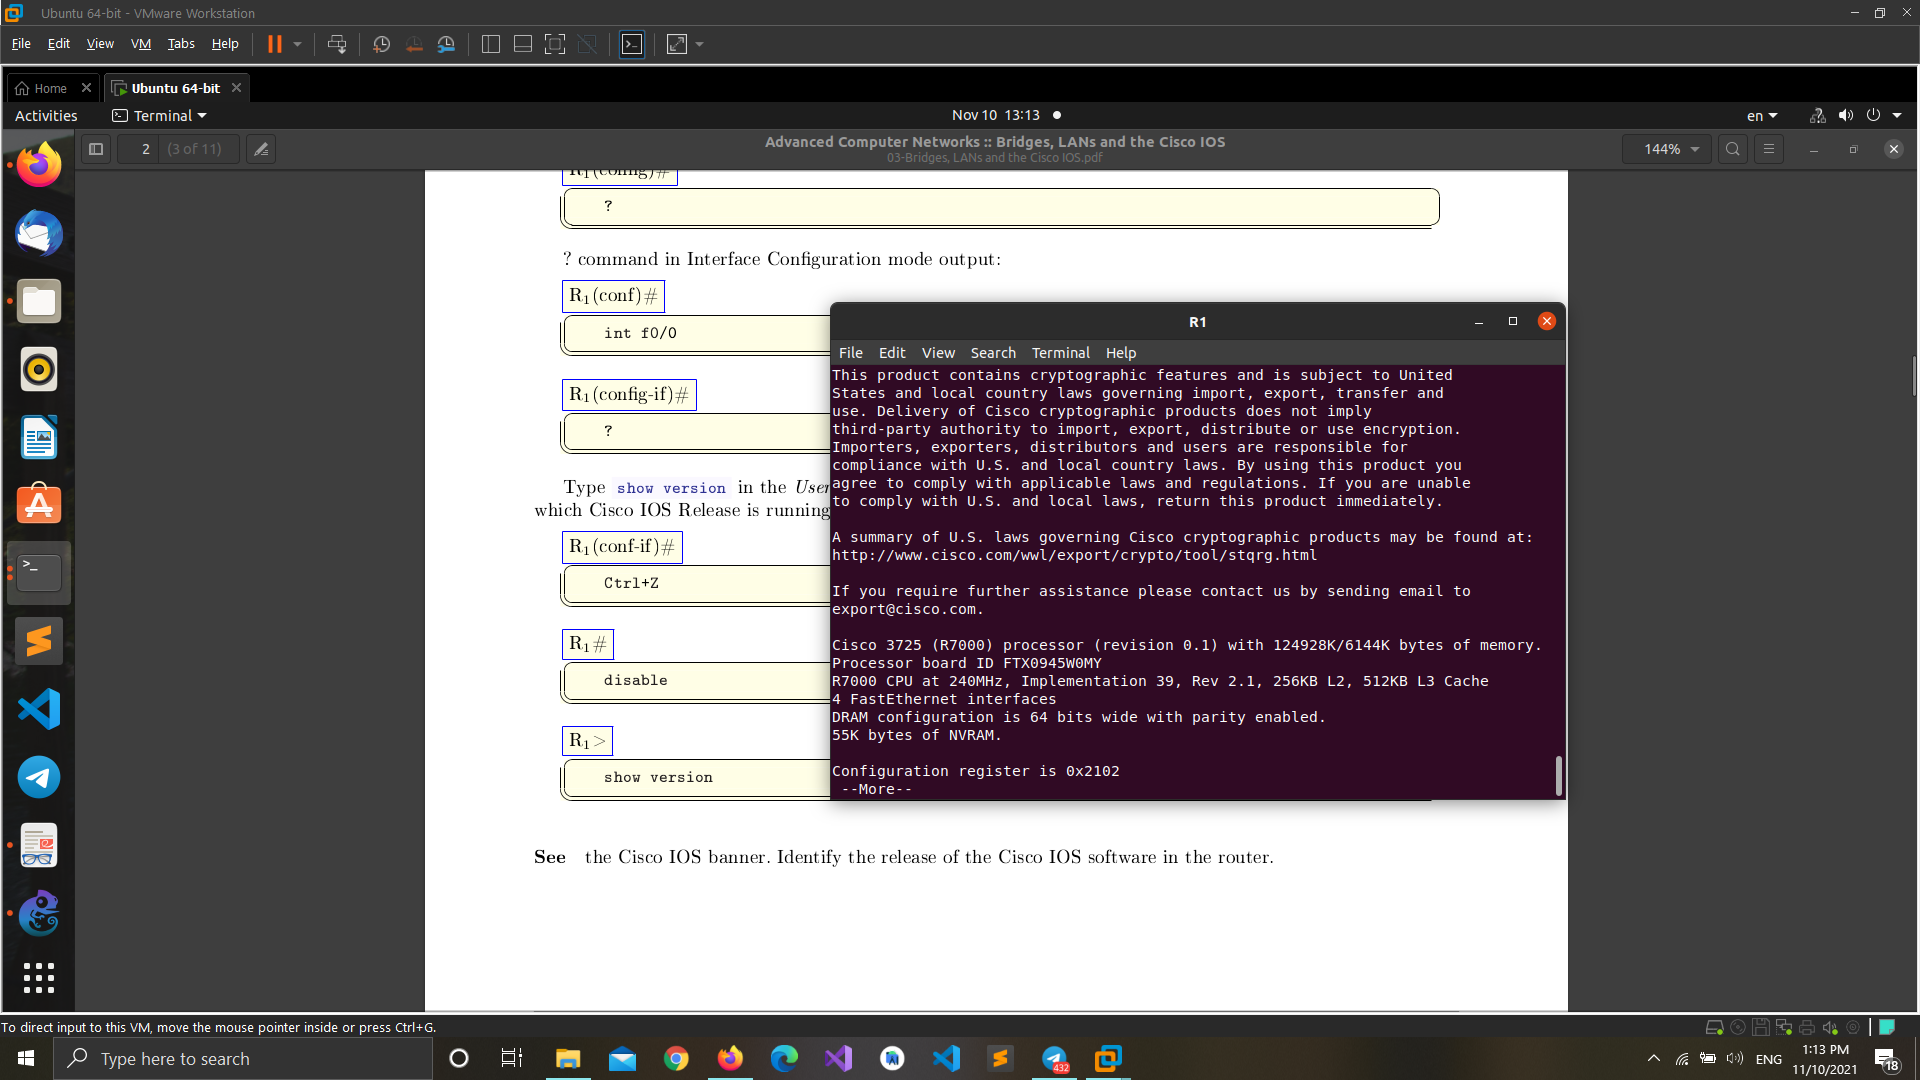 Ubuntu 64-bit - VMware Workstation
File Edit View VM Tabs Help
Home
Ubuntu 64-bit
Activities
Terminal
Nov 10 13:13
en
2 (3 of 11)
Advanced Computer Networks :: Bridges, LANs and the Cisco IOS
03-Bridges, LANs and the Cisco IOS.pdf
144%
R1(config)#
?
? command in Interface Configuration mode output:
R1(conf)#
int f0/0
R1(config-if)#
?
Type show version in the User
which Cisco IOS Release is running
R1(conf-if)#
Ctrl+Z
R1#
disable
R1>
show version
See the Cisco IOS banner. Identify the release of the Cisco IOS software in the router.
R1
File Edit View Search Terminal Help
This product contains cryptographic features and is subject to United
States and local country laws governing import, export, transfer and
use. Delivery of Cisco cryptographic products does not imply
third-party authority to import, export, distribute or use encryption.
Importers, exporters, distributors and users are responsible for
compliance with U.S. and local country laws. By using this product you
agree to comply with applicable laws and regulations. If you are unable
to comply with U.S. and local laws, return this product immediately.
A summary of U.S. laws governing Cisco cryptographic products may be found at:
http://www.cisco.com/wwl/export/crypto/tool/stqrg.html
If you require further assistance please contact us by sending email to
export@cisco.com.
Cisco 3725 (R7000) processor (revision 0.1) with 124928K/6144K bytes of memory.
Processor board ID FTX0945W0MY
R7000 CPU at 240MHz, Implementation 39, Rev 2.1, 256KB L2, 512KB L3 Cache
4 FastEthernet interfaces
DRAM configuration is 64 bits wide with parity enabled.
55K bytes of NVRAM.
Configuration register is 0x2102
--More--
To direct input to this VM, move the mouse pointer inside or press Ctrl+G.
Type here to search
432
ENG
1:13 PM
11/10/2021
18